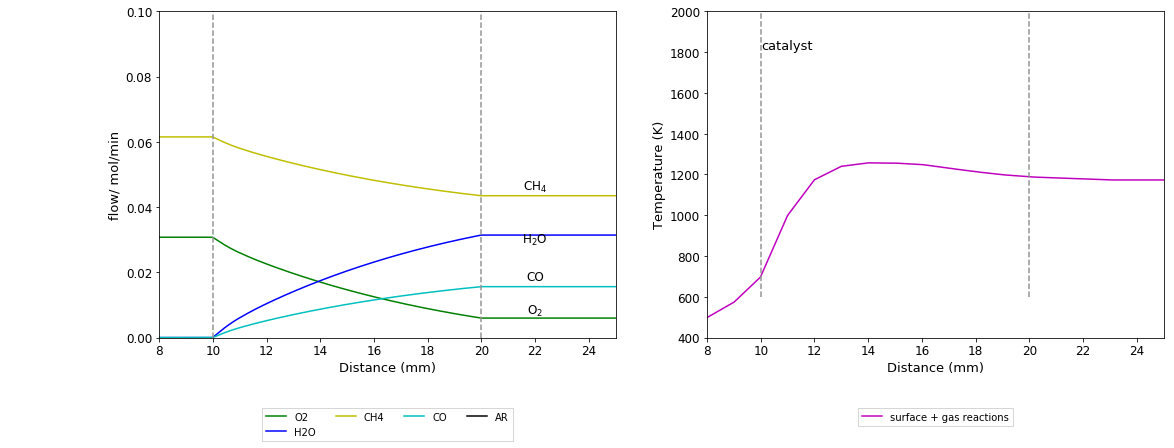 0.10
0.08
0.06
0.04
0.02
0.00
flow/ mol/min
CH4
H2O
CO
O2
8 10 12 14 16 18 20 22 24
Distance (mm)
O2 CH4 CO AR
H2O
2000
1800
1600
1400
1200
1000
800
600
400
Temperature (K)
catalyst
8 10 12 14 16 18 20 22 24
Distance (mm)
surface + gas reactions